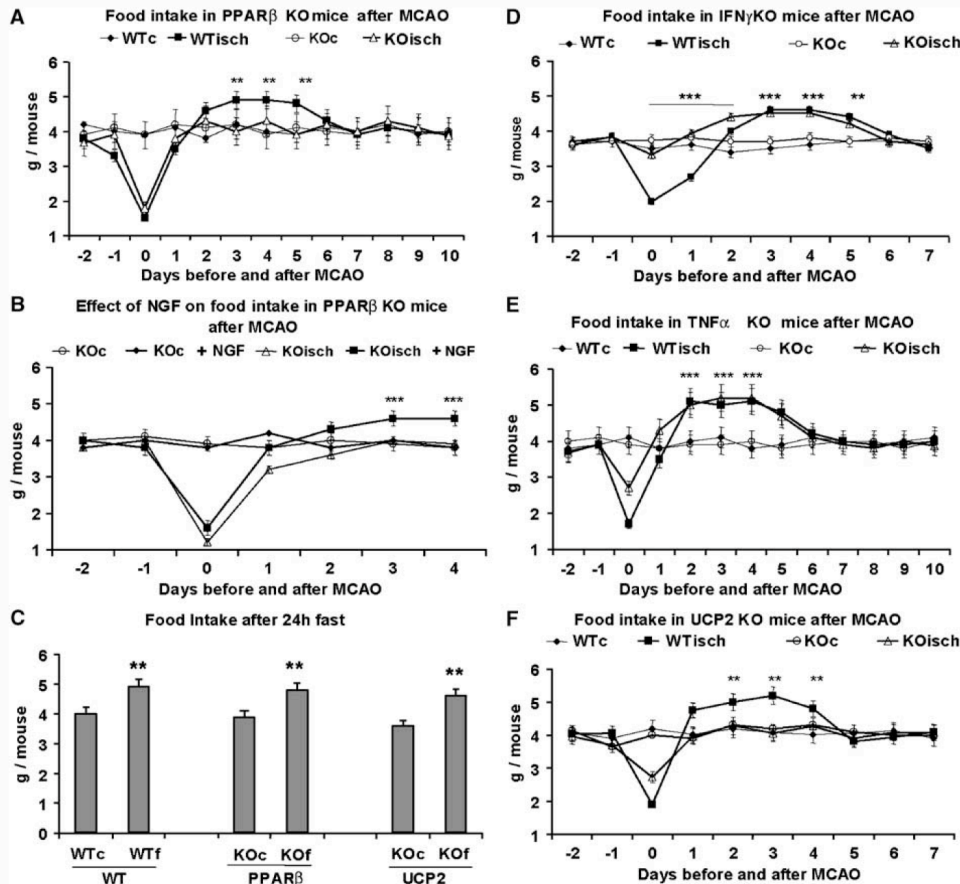 A
Food intake in PPARβ KO mice after MCAO
WTc WTisch KOc KOisch
** ** **
6
5
4
3
2
1
g / mouse
-2 -1 0 1 2 3 4 5 6 7 8 9 10
Days before and after MCAO
B
Effect of NGF on food intake in PPARβ KO mice
after MCAO
KOc KOc + NGF KOisch KOisch + NGF
*** ***
6
5
4
3
2
1
g / mouse
-2 -1 0 1 2 3 4
Days before and after MCAO
C
Food Intake after 24h fast
** ** **
6
5
4
3
2
1
0
g / mouse
WTc WTf KOc KOf KOc KOf
WT PPARβ UCP2
D
Food intake in IFNγKO mice after MCAO
WTc WTisch KOc KOisch
*** *** *** **
6
5
4
3
2
1
g / mouse
-2 -1 0 1 2 3 4 5 6 7
Days before and after MCAO
E
Food intake in TNFα KO mice after MCAO
WTc WTisch KOc KOisch
*** *** ***
6
5
4
3
2
1
g / mouse
-2 -1 0 1 2 3 4 5 6 7 8 9 10
Days before and after MCAO
F
Food intake in UCP2 KO mice after MCAO
WTc WTisch KOc KOisch
** ** **
6
5
4
3
2
1
g / mouse
-2 -1 0 1 2 3 4 5 6 7
Days before and after MCAO